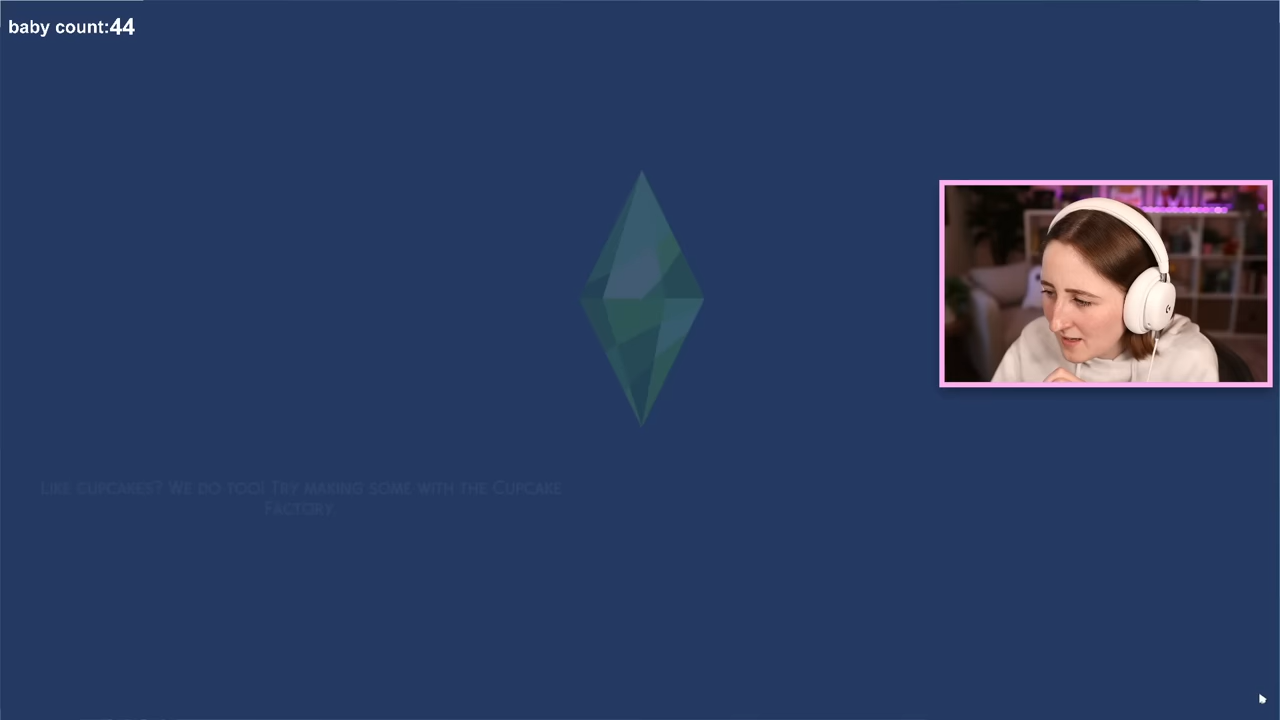 baby count:44
LIKE CUPCAKES? WE DO TOO! TRY MAKING SOME WITH THE CUPCAKE
FACTORY.